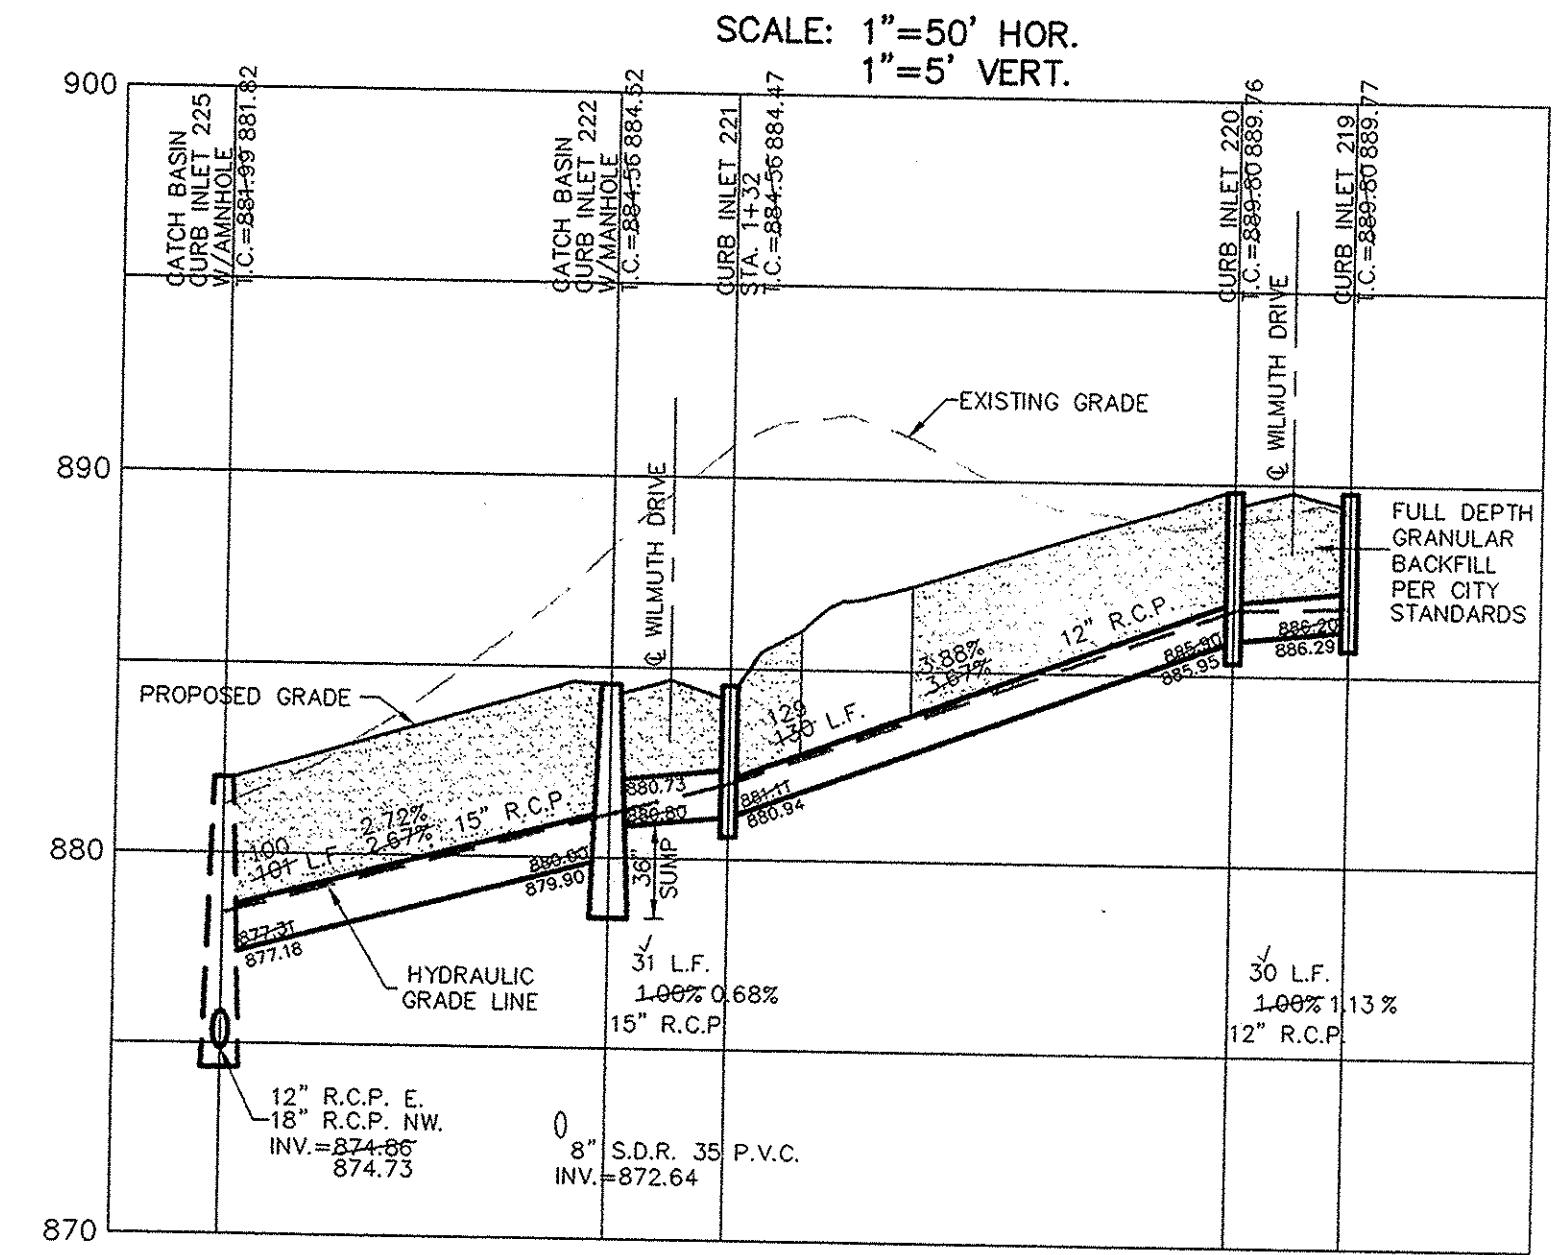 SCALE: 1"=50' HOR.
1"=5' VERT.
900
890
880
870
CATCH BASIN
CURB INLET 225
W/AMNHOLE
T.C.=881.99 881.82
CATCH BASIN
CURB INLET 222
W/MANHOLE
T.C.=884.56 884.52
CURB INLET 221
STA. 1+32
T.C.=884.56 884.47
CURB INLET 220
T.C.=889.80 889.76
℄ WILMUTH DRIVE
CURB INLET 219
T.C.=889.80 889.77
EXISTING GRADE
℄ WILMUTH DRIVE
FULL DEPTH
GRANULAR
BACKFILL
PER CITY
STANDARDS
PROPOSED GRADE
3.88%
3.67%
12" R.C.P.
885.90
885.95
886.20
886.29
129
130 L.F.
881.11
880.94
880.73
880.80
36"
SUMP
100
101 L.F.
2.72%
2.67%
15" R.C.P.
880.00
879.90
877.31
877.18
HYDRAULIC
GRADE LINE
31 L.F.
1.00% 0.68%
15" R.C.P.
30 L.F.
1.00% 1.13%
12" R.C.P.
12" R.C.P. E.
18" R.C.P. NW.
INV.=874.86
874.73
8" S.D.R. 35 P.V.C.
INV.=872.64